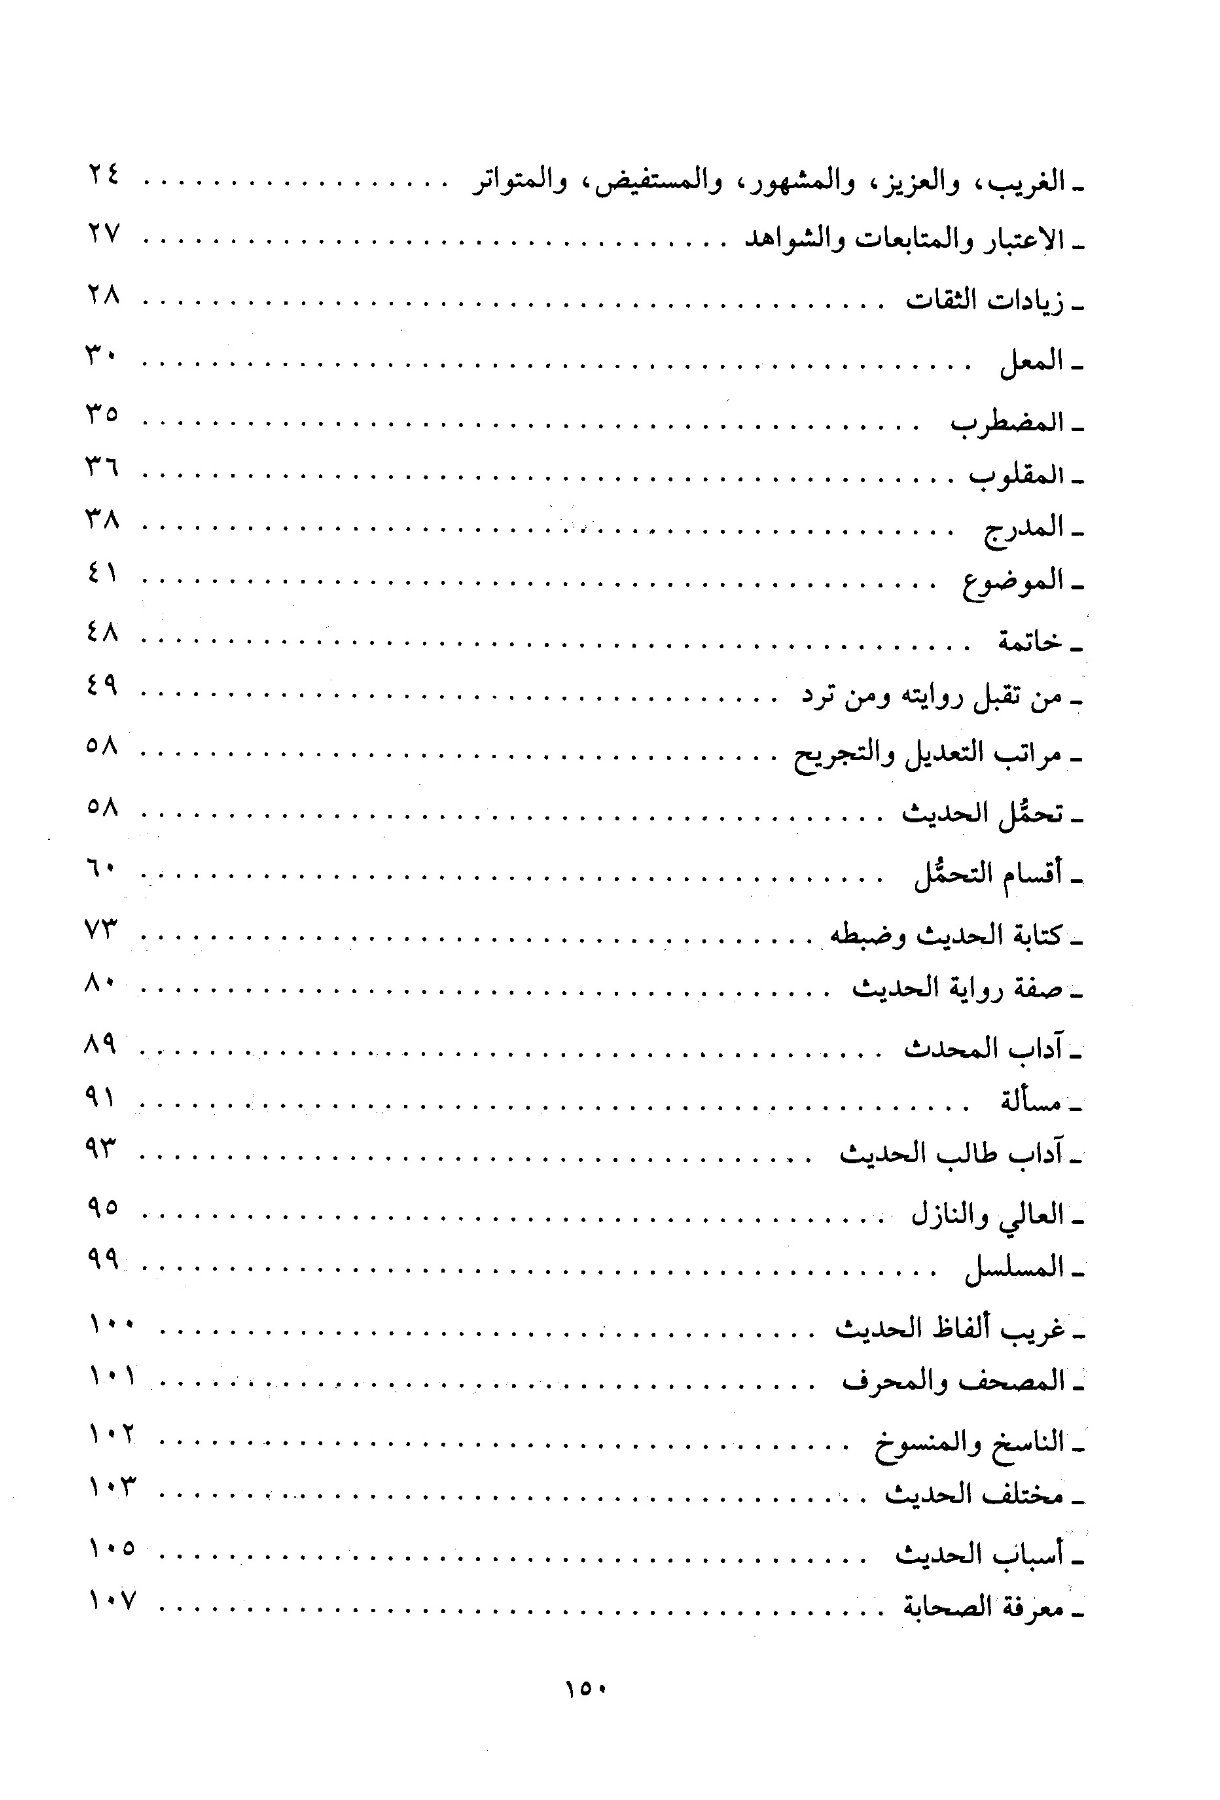 ـ الغريب، والعزيز، والمشهور، والمستفيض، والمتواتر .................. ٢٤
ـ الاعتبار والمتابعات والشواهد .................................. ٢٧
ـ زيادات الثقات ........................................... ٢٨
ـ المعل ................................................ ٣٠
ـ المضطرب ............................................. ٣٥
ـ المقلوب ............................................... ٣٦
ـ المدرج ............................................... ٣٨
ـ الموضوع .............................................. ٤١
ـ خاتمة ................................................ ٤٨
ـ من تقبل روايته ومن ترد ..................................... ٤٩
ـ مراتب التعديل والتجريح ..................................... ٥٨
ـ تحمُّل الحديث ........................................... ٥٨
ـ أقسام التحمُّل ........................................... ٦٠
ـ كتابة الحديث وضبطه ....................................... ٧٣
ـ صفة رواية الحديث ........................................ ٨٠
ـ آداب المحدث ........................................... ٨٩
ـ مسألة ................................................ ٩١
ـ آداب طالب الحديث ....................................... ٩٣
ـ العالي والنازل ........................................... ٩٥
ـ المسلسل .............................................. ٩٩
ـ غريب ألفاظ الحديث ...................................... ١٠٠
ـ المصحف والمحرف ...................................... ١٠١
ـ الناسخ والمنسوخ ........................................ ١٠٢
ـ مختلف الحديث ......................................... ١٠٣
ـ أسباب الحديث ......................................... ١٠٥
ـ معرفة الصحابة .......................................... ١٠٧
١٥٠